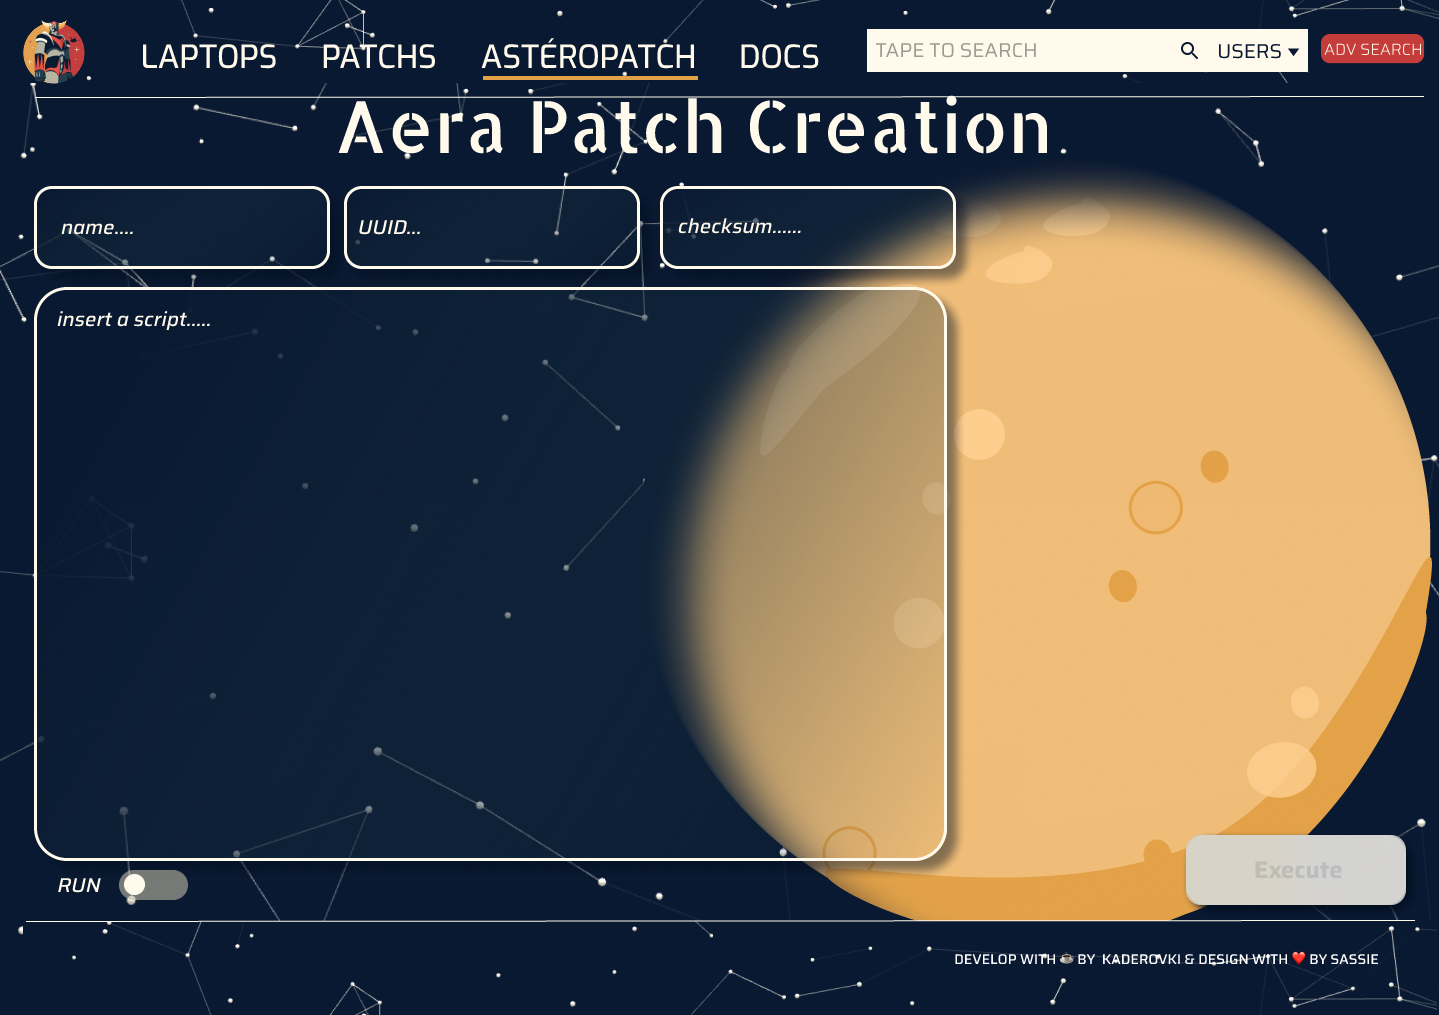 LAPTOPS PATCHS ASTÉROPATCH DOCS TAPE TO SEARCH USERS ADV SEARCH
Aera Patch Creation
name.... UUID... checksum......
insert a script.....
RUN
Execute
DEVELOP WITH ☕ BY KADEROVKI & DESIGN WITH ❤️ BY SASSIE